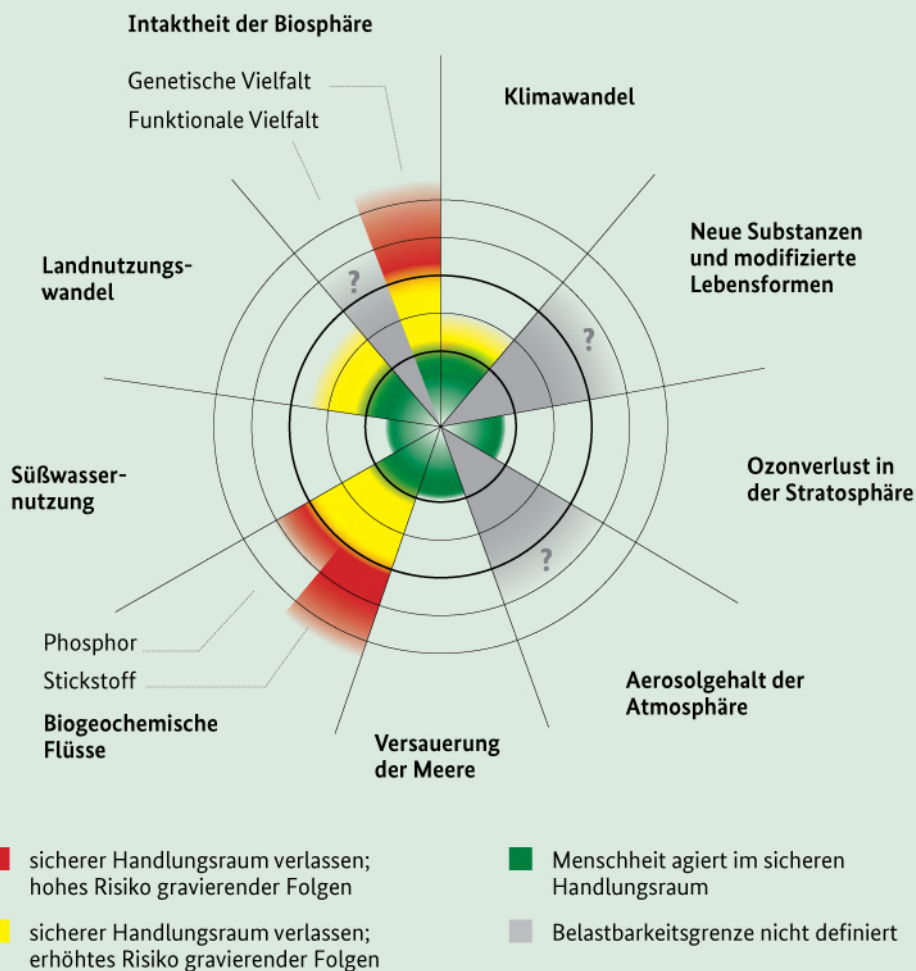 Intaktheit der Biosphäre
Genetische Vielfalt
Funktionale Vielfalt
Klimawandel
Neue Substanzen
und modifizierte
Lebensformen
Landnutzungs-
wandel
?
?
Süßwasser-
nutzung
Ozonverlust in
der Stratosphäre
?
Phosphor
Stickstoff
Biogeochemische
Flüsse
Versauerung
der Meere
Aerosolgehalt der
Atmosphäre
sicherer Handlungsraum verlassen;
hohes Risiko gravierender Folgen
sicherer Handlungsraum verlassen;
erhöhtes Risiko gravierender Folgen
Menschheit agiert im sicheren
Handlungsraum
Belastbarkeitsgrenze nicht definiert